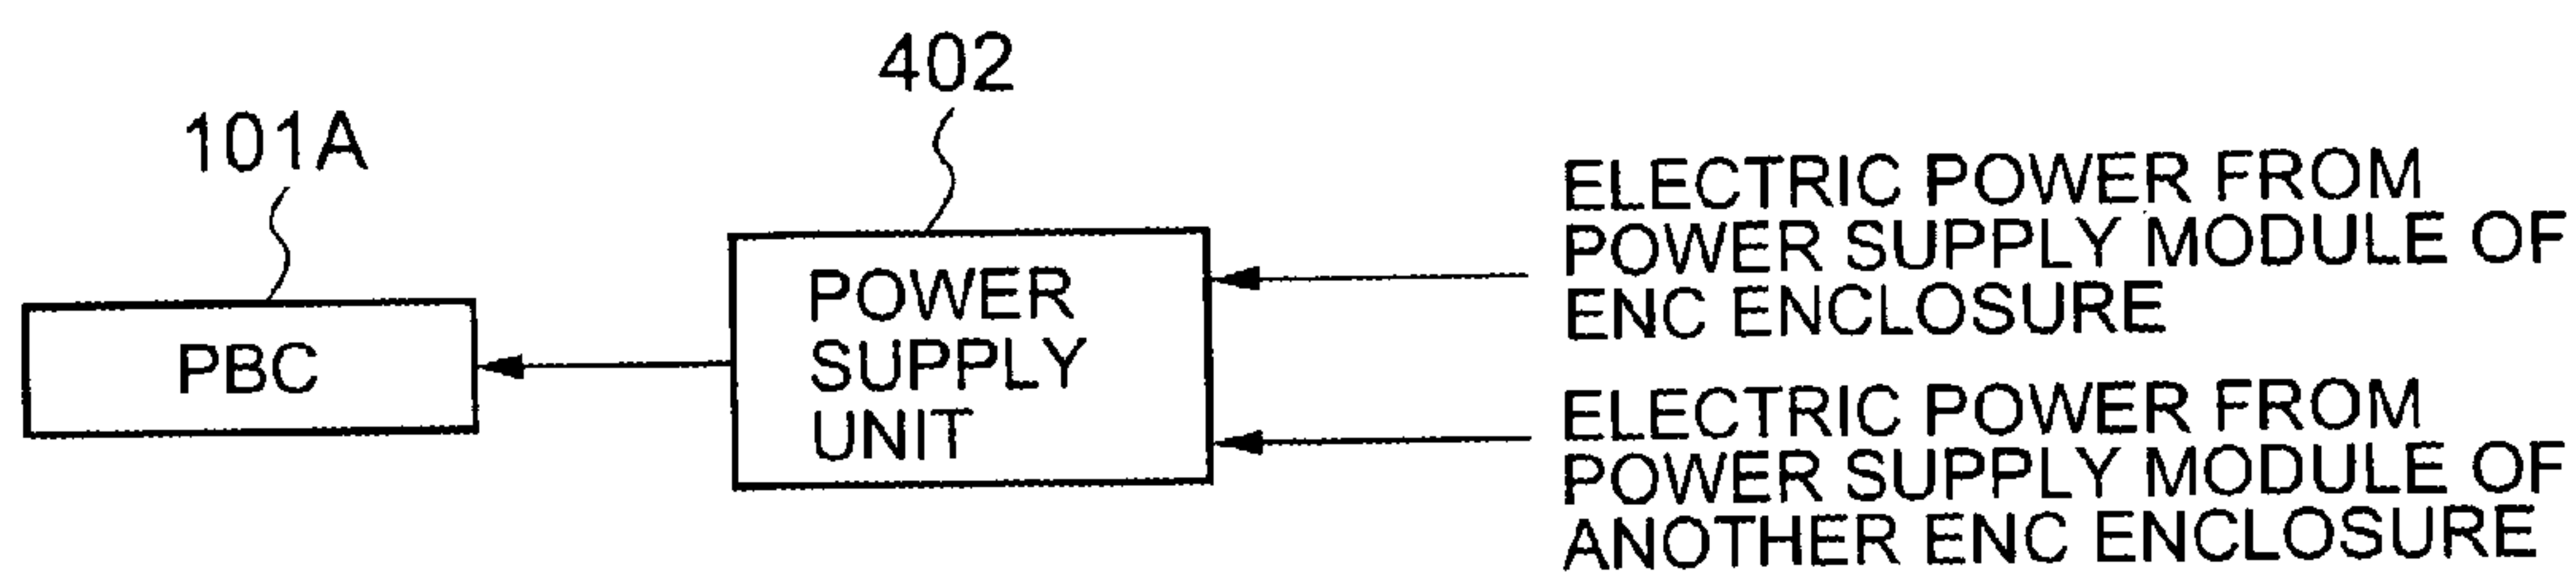 402
101A
ELECTRIC POWER FROM
POWER SUPPLY MODULE OF
ENC ENCLOSURE
POWER
SUPPLY
UNIT
PBC
ELECTRIC POWER FROM
POWER SUPPLY MODULE OF
ANOTHER ENC ENCLOSURE